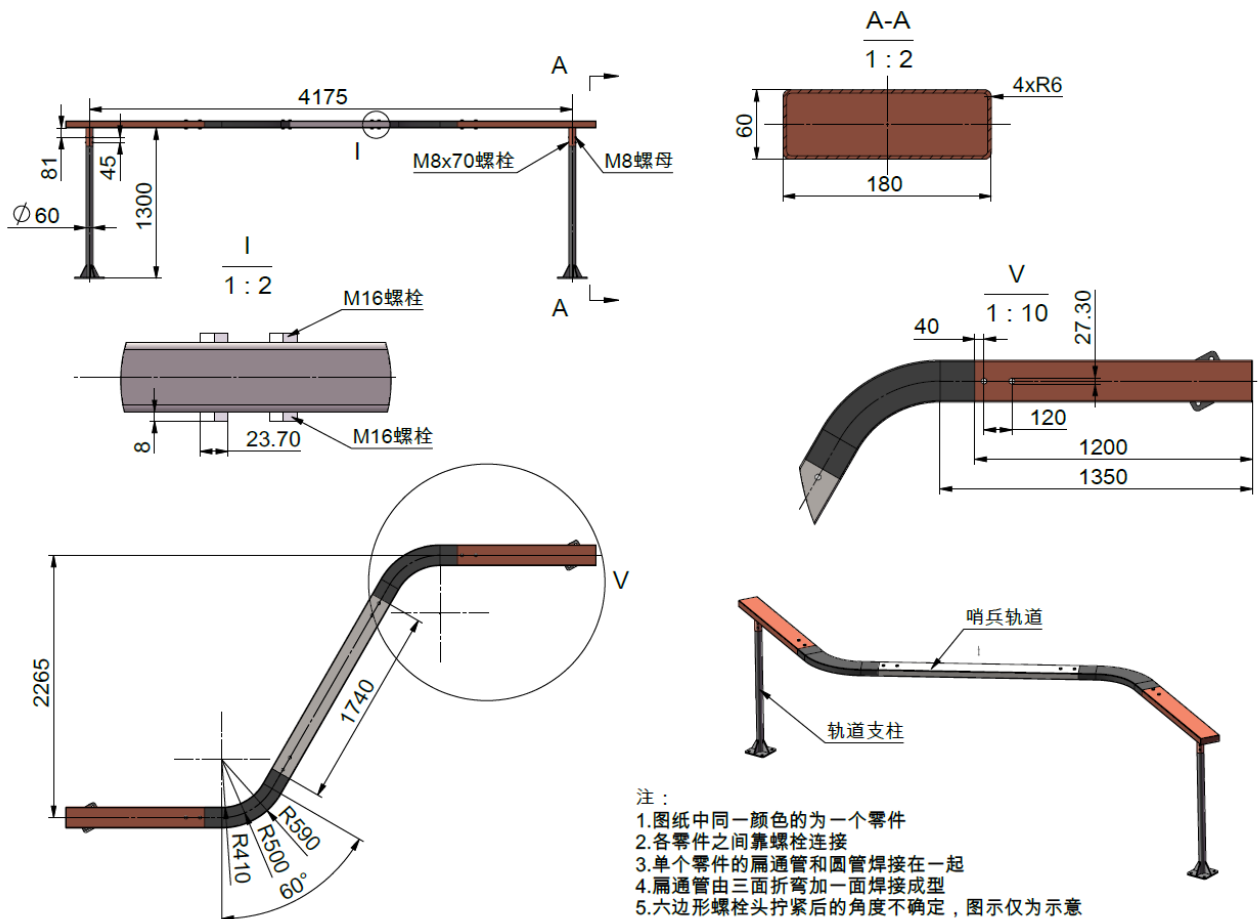 A
4175
81
45
I
M8x70螺栓
M8螺母
∅60
1300
A
A-A
1 : 2
4xR6
60
180
I
1 : 2
M16螺栓
8
23.70
M16螺栓
V
1 : 10
40
27.30
120
1200
1350
2265
1740
V
R590
R500
R410
60°
哨兵轨道
轨道支柱
注：
1.图纸中同一颜色的为一个零件
2.各零件之间靠螺栓连接
3.单个零件的扁通管和圆管焊接在一起
4.扁通管由三面折弯加一面焊接成型
5.六边形螺栓头拧紧后的角度不确定，图示仅为示意